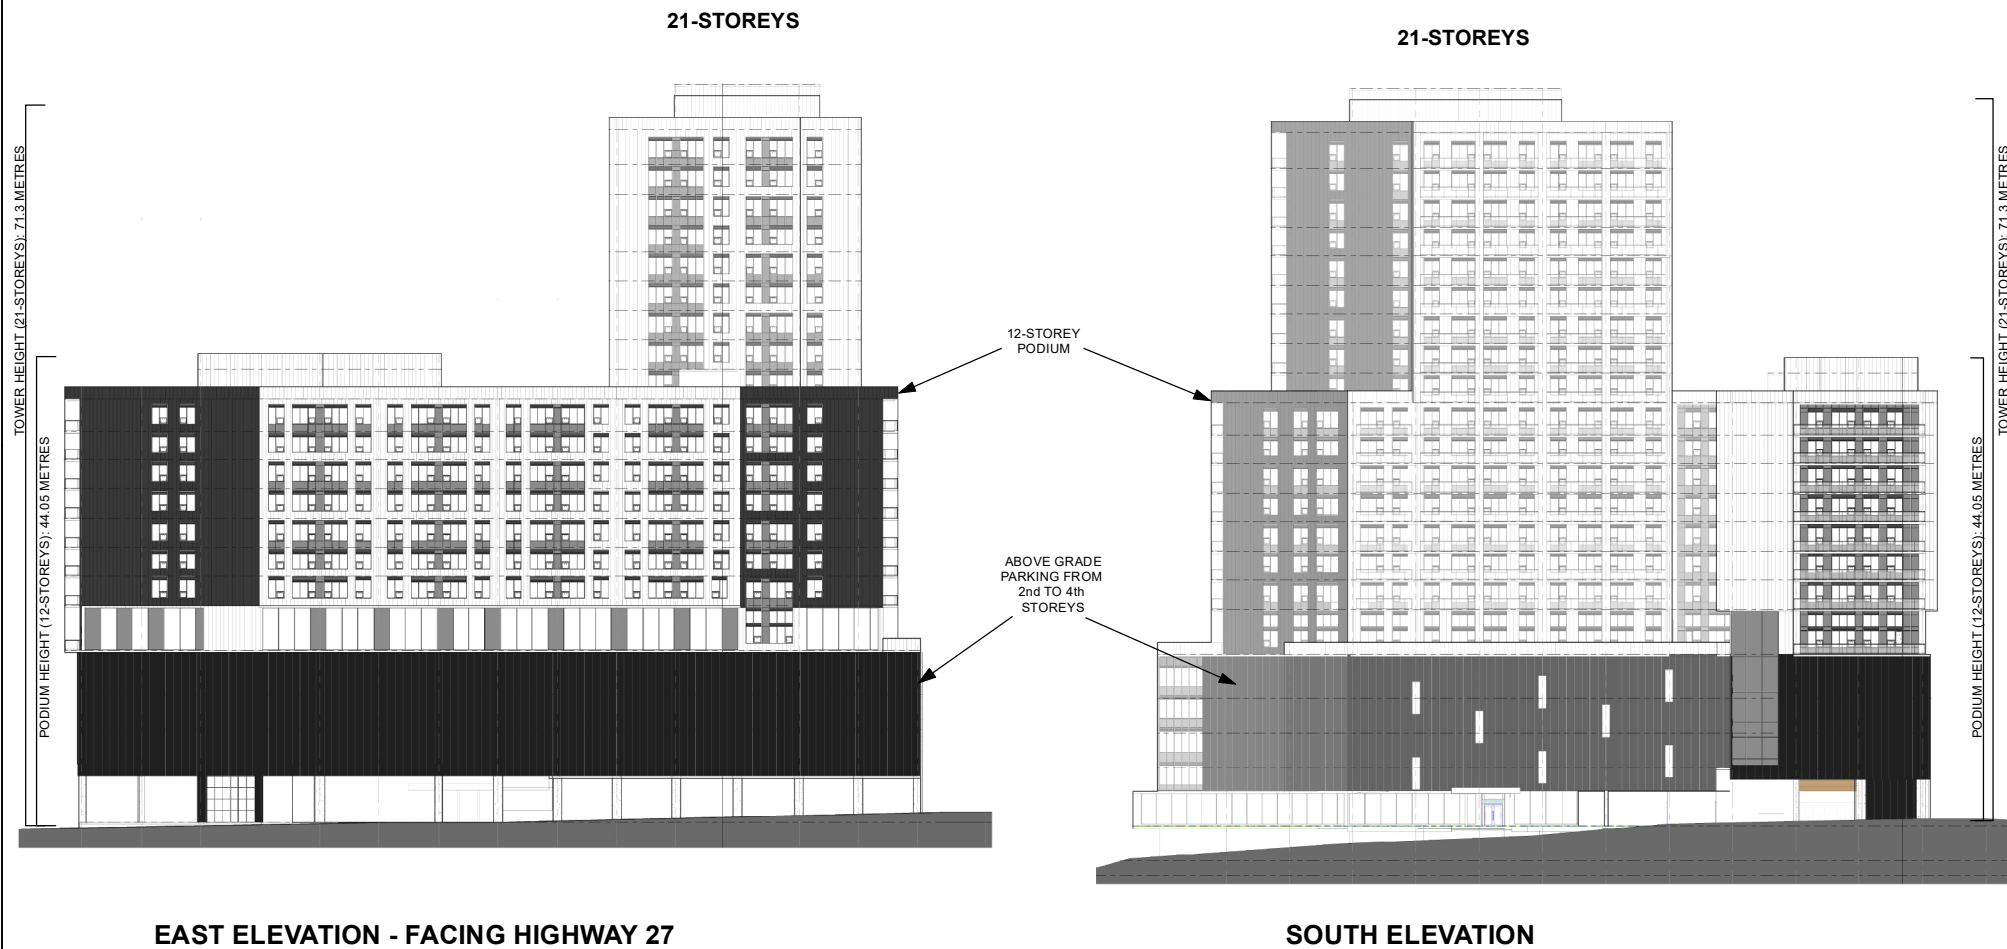 21-STOREYS
21-STOREYS
TOWER HEIGHT (21-STOREYS): 71.3 METRES
PODIUM HEIGHT (12-STOREYS): 44.05 METRES
12-STOREY
PODIUM
ABOVE GRADE
PARKING FROM
2nd TO 4th
STOREYS
TOWER HEIGHT (21-STOREYS): 71.3 METRES
PODIUM HEIGHT (12-STOREYS): 44.05 METRES
EAST ELEVATION - FACING HIGHWAY 27
SOUTH ELEVATION